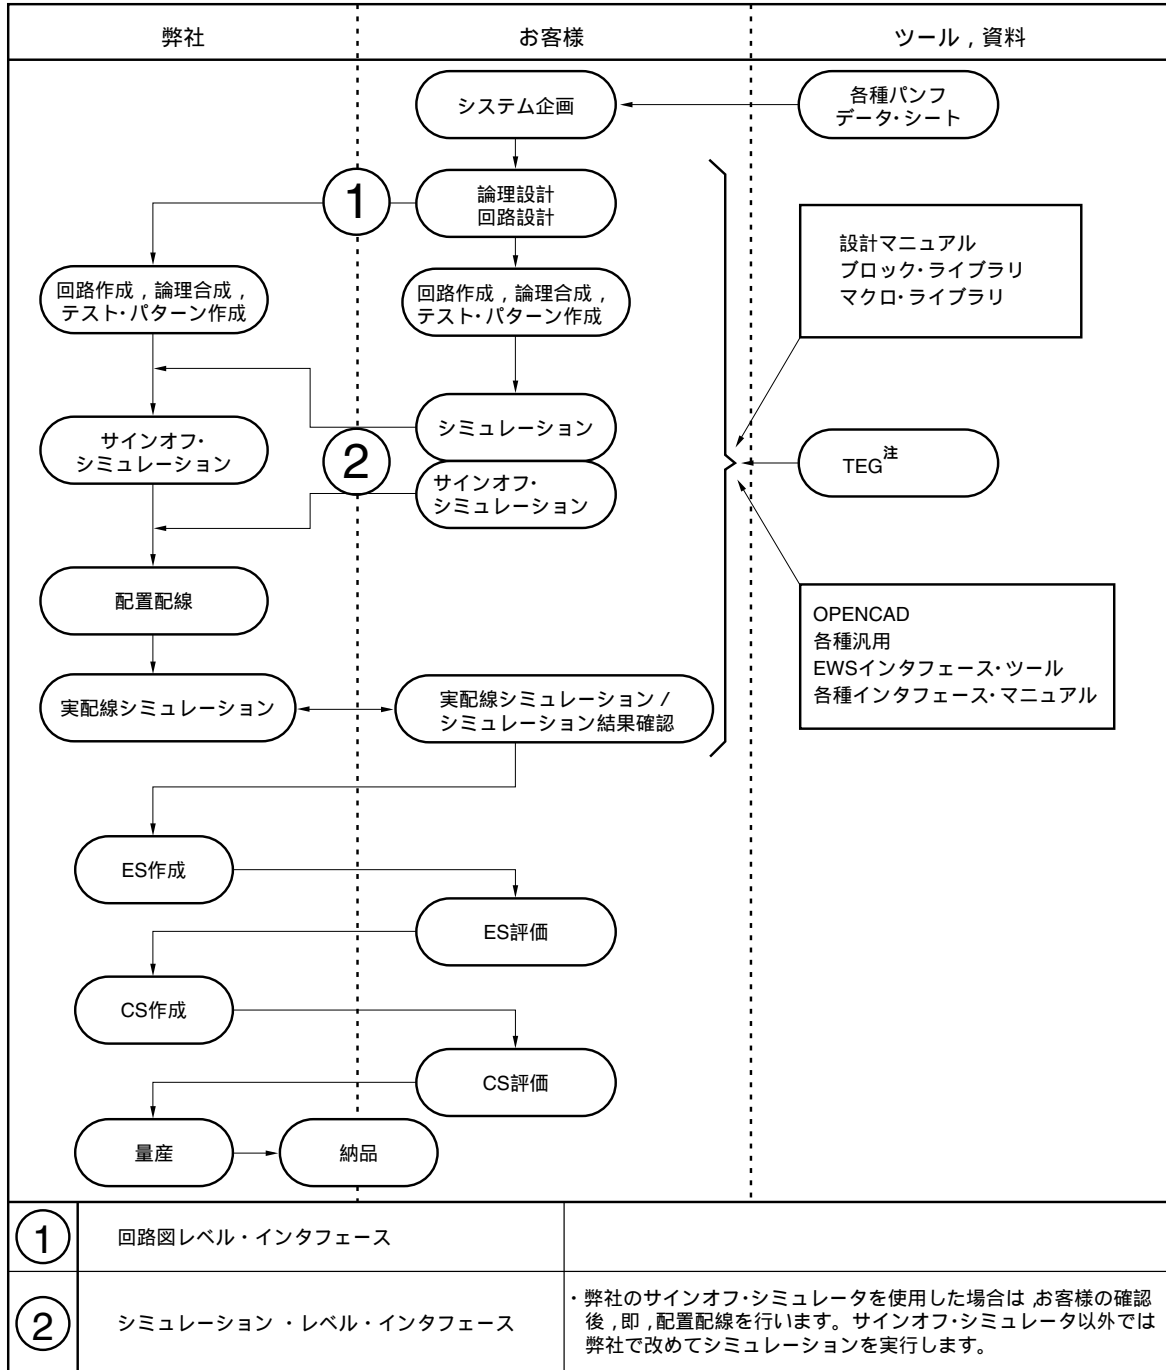 弊社
お客様
ツール，資料
システム企画
各種パンフ
データ・シート
①
論理設計
回路設計
設計マニュアル
ブロック・ライブラリ
マクロ・ライブラリ
回路作成，論理合成，
テスト・パターン作成
回路作成，論理合成，
テスト・パターン作成
シミュレーション
サインオフ・
シミュレーション
②
サインオフ・
シミュレーション
TEG注
配置配線
OPENCAD
各種汎用
EWSインタフェース・ツール
各種インタフェース・マニュアル
実配線シミュレーション
実配線シミュレーション／
シミュレーション結果確認
ES作成
ES評価
CS作成
CS評価
量産
納品
① 回路図レベル・インタフェース
② シミュレーション・レベル・インタフェース
・弊社のサインオフ・シミュレータを使用した場合は，お客様の確認
後，即，配置配線を行います。サインオフ・シミュレータ以外では
弊社で改めてシミュレーションを実行します。